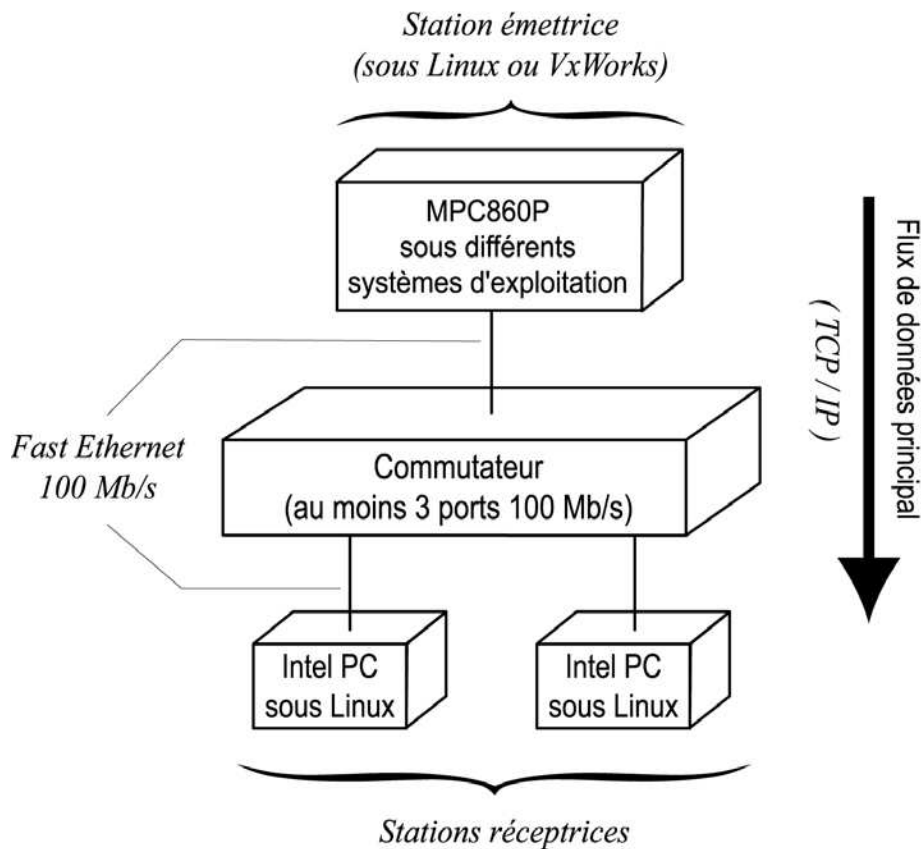 Station émettrice
(sous Linux ou VxWorks)
MPC860P
sous différents
systèmes d'exploitation
Flux de données principal
(TCP / IP)
Fast Ethernet
100 Mb/s
Commutateur
(au moins 3 ports 100 Mb/s)
Intel PC
sous Linux
Intel PC
sous Linux
Stations réceptrices